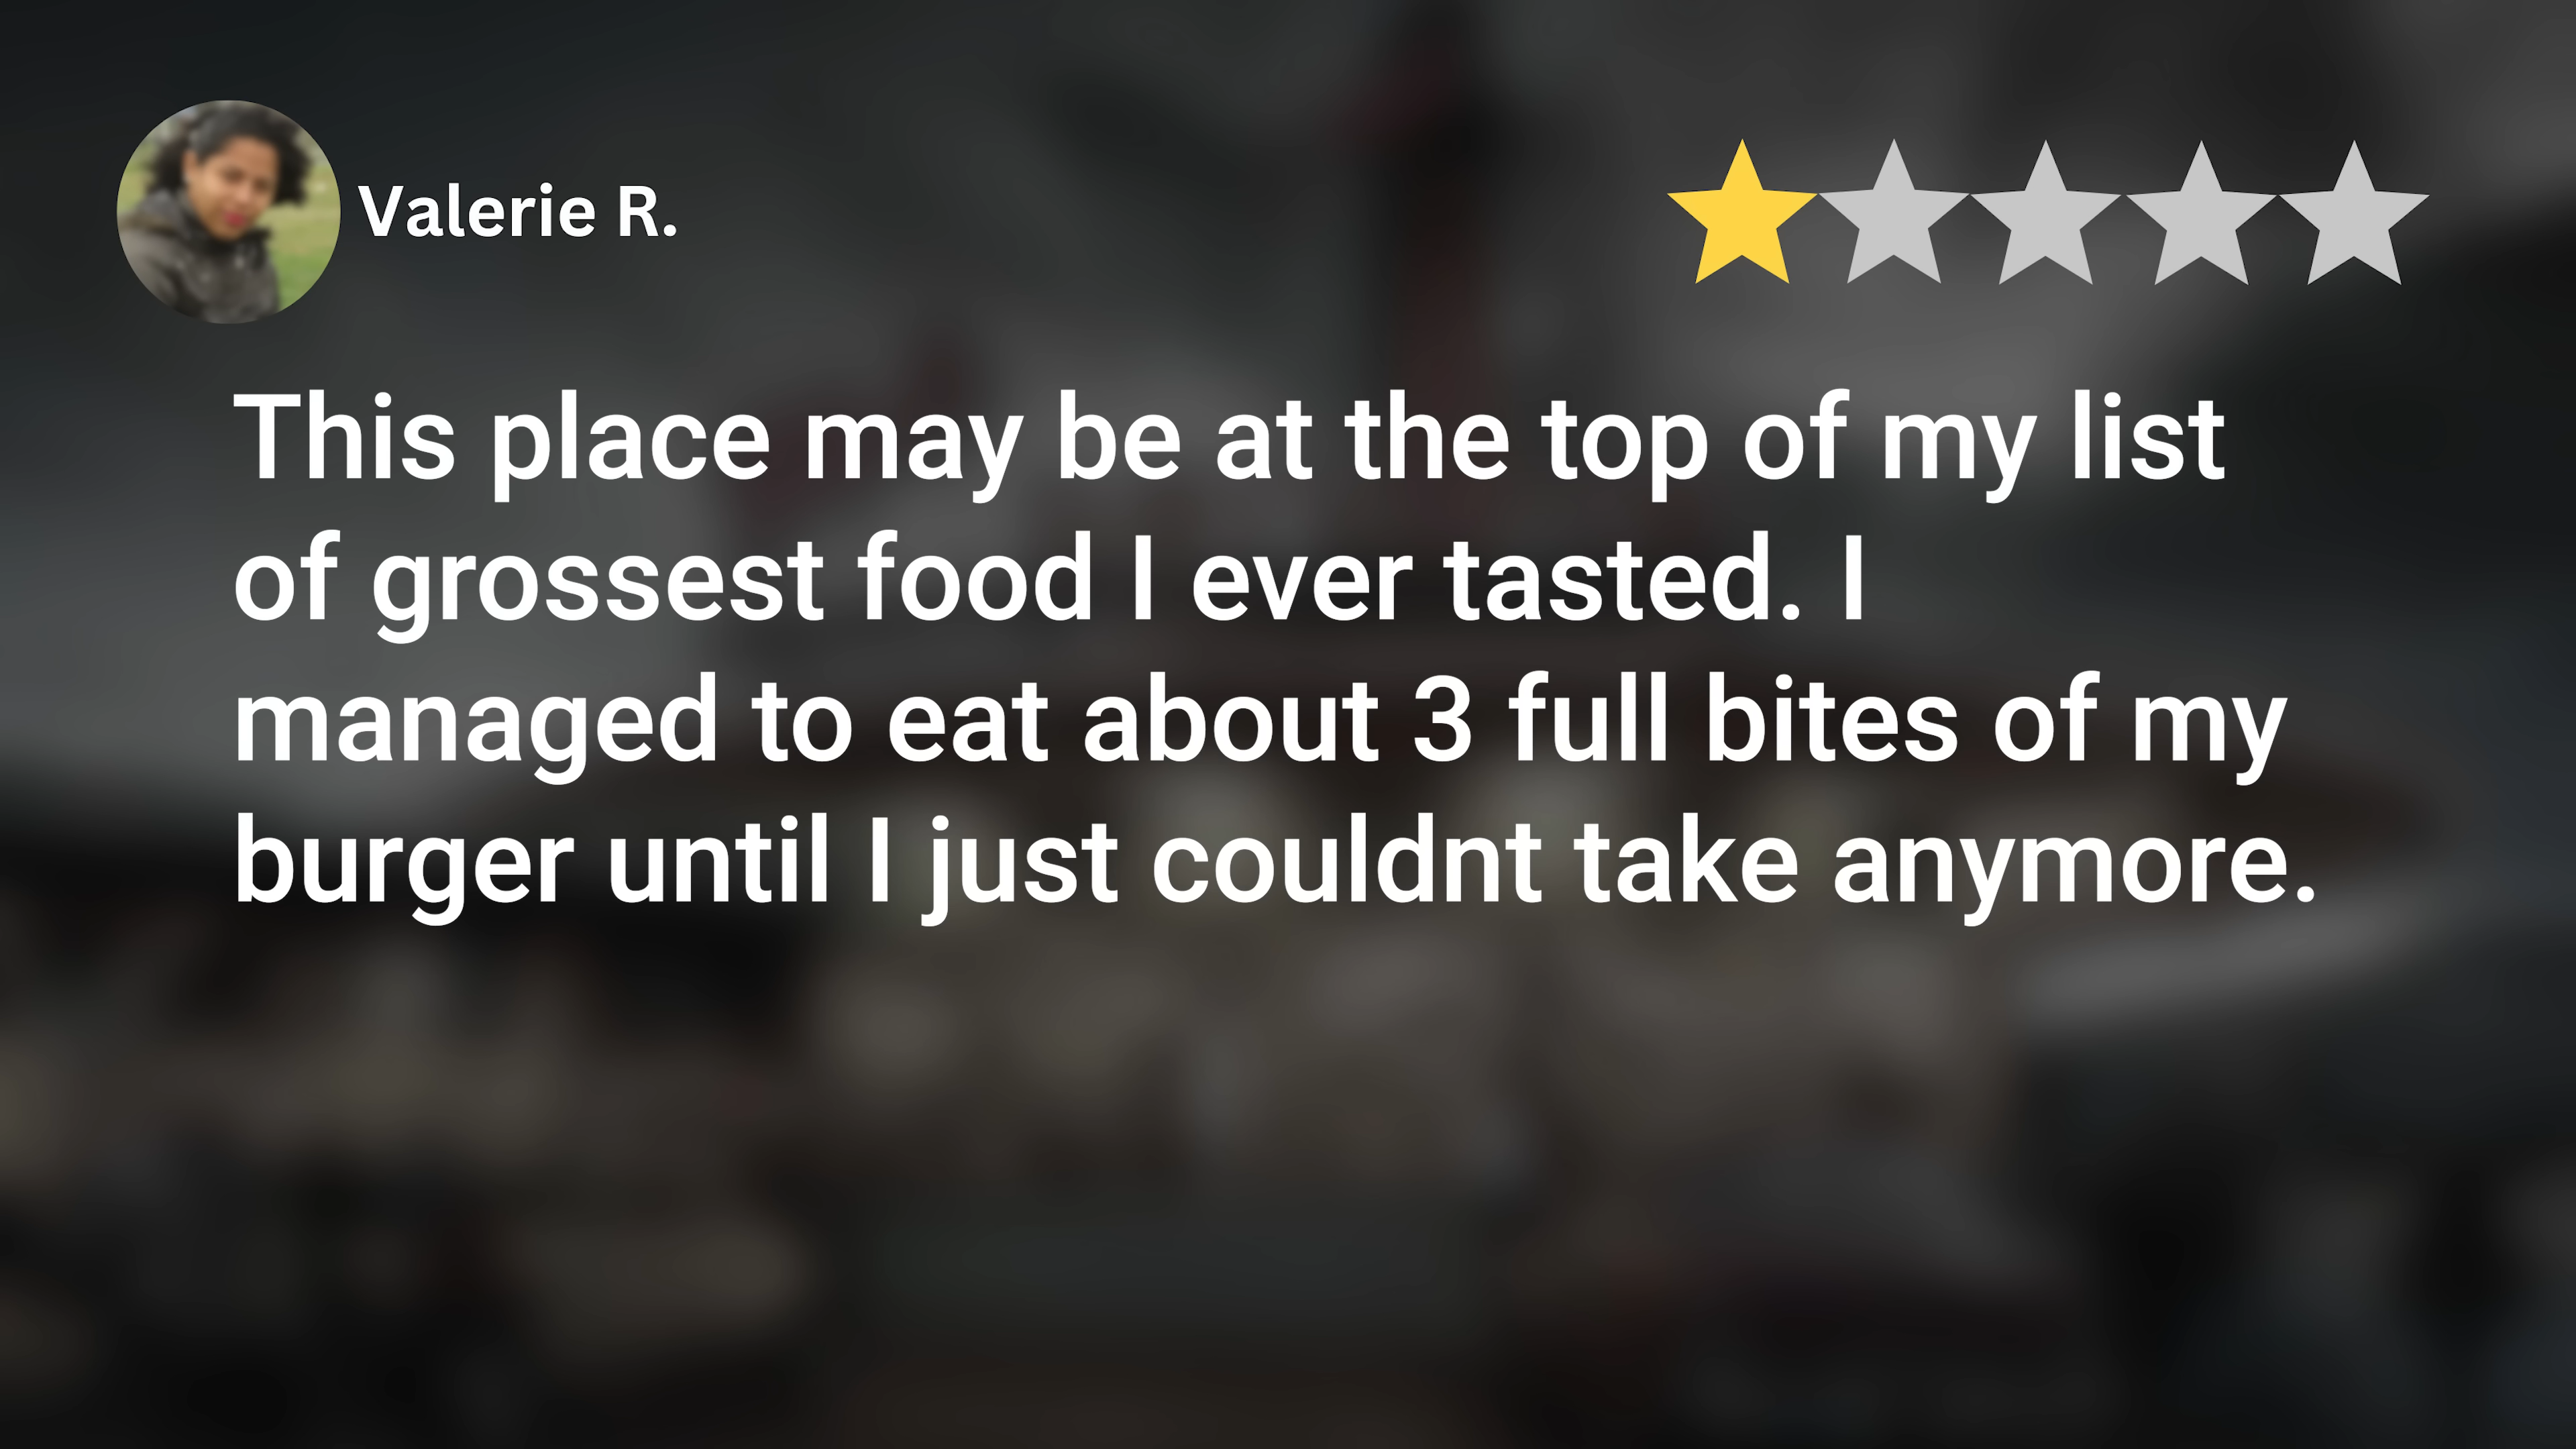 Valerie R.
This place may be at the top of my list
of grossest food I ever tasted. I
managed to eat about 3 full bites of my
burger until I just couldnt take anymore.